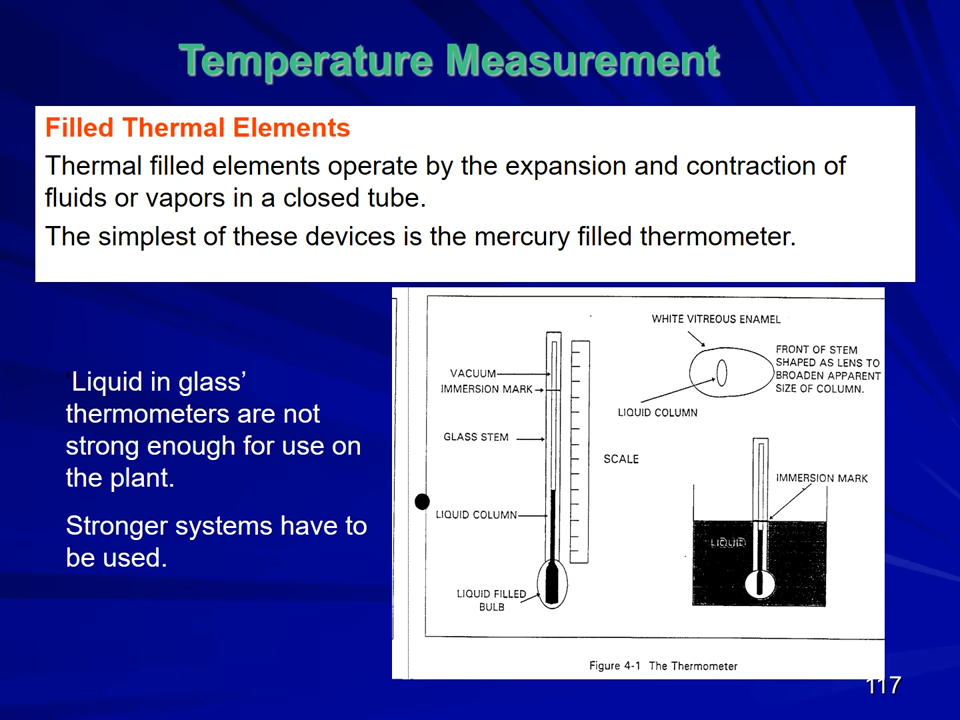 Temperature Measurement
Filled Thermal Elements
Thermal filled elements operate by the expansion and contraction of
fluids or vapors in a closed tube.
The simplest of these devices is the mercury filled thermometer.
‘Liquid in glass’
thermometers are not
strong enough for use on
the plant.
Stronger systems have to
be used.
VACUUM
IMMERSION MARK
GLASS STEM
LIQUID COLUMN
LIQUID FILLED
BULB
SCALE
WHITE VITREOUS ENAMEL
FRONT OF STEM
SHAPED AS LENS TO
BROADEN APPARENT
SIZE OF COLUMN.
LIQUID COLUMN
IMMERSION MARK
LIQUID
Figure 4-1 The Thermometer
117